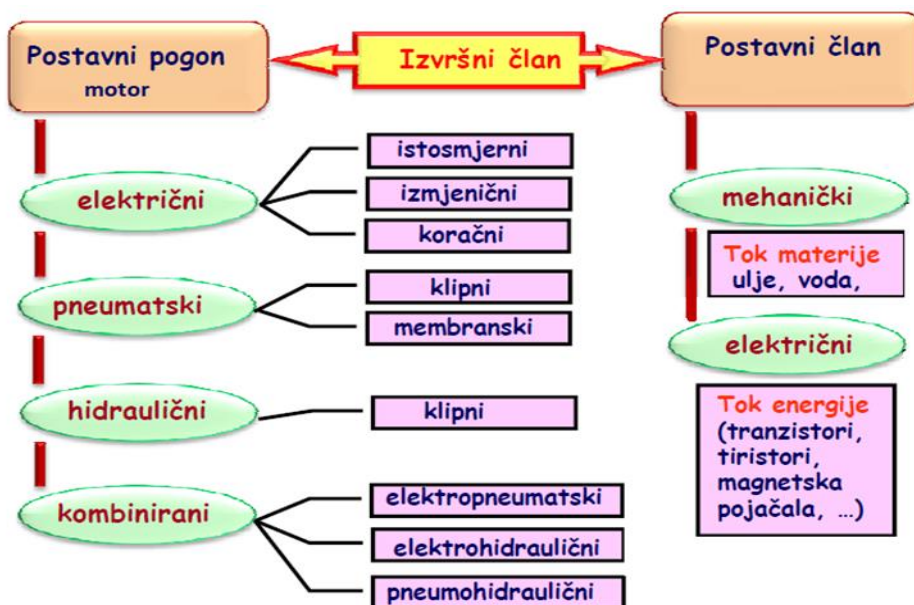 Postavni pogon
motor
Izvršni član
Postavni član
električni
istosmjerni
izmjenični
koračni
pneumatski
klipni
membranski
hidraulični
klipni
kombinirani
elektropneumatski
elektrohidraulični
pneumohidraulični
mehanički
Tok materije
ulje, voda,
električni
Tok energije
(tranzistori,
tiristori,
magnetska
pojačala, ...)